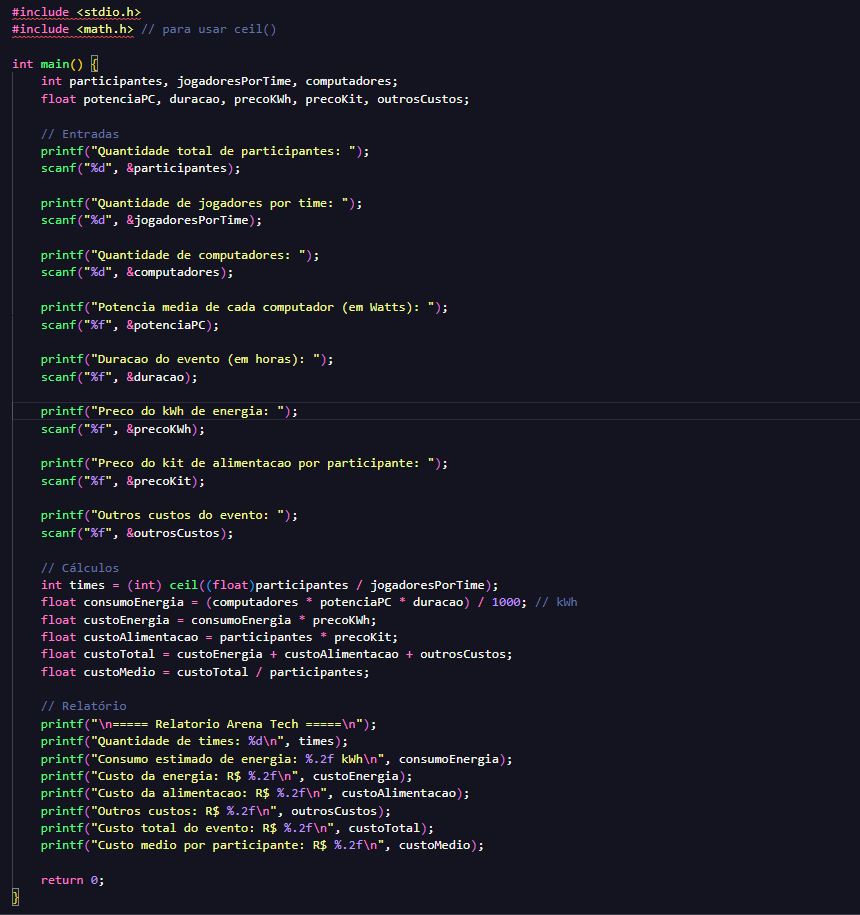 #include <stdio.h>
#include <math.h> // para usar ceil()
int main() {
int participantes, jogadoresPorTime, computadores;
float potenciaPC, duracao, precoKWh, precoKit, outrosCustos;
// Entradas
printf("Quantidade total de participantes: ");
scanf("%d", &participantes);
printf("Quantidade de jogadores por time: ");
scanf("%d", &jogadoresPorTime);
printf("Quantidade de computadores: ");
scanf("%d", &computadores);
printf("Potencia media de cada computador (em Watts): ");
scanf("%f", &potenciaPC);
printf("Duracao do evento (em horas): ");
scanf("%f", &duracao);
printf("Preco do kWh de energia: ");
scanf("%f", &precoKWh);
printf("Preco do kit de alimentacao por participante: ");
scanf("%f", &precoKit);
printf("Outros custos do evento: ");
scanf("%f", &outrosCustos);
// Cálculos
int times = (int) ceil((float)participantes / jogadoresPorTime);
float consumoEnergia = (computadores * potenciaPC * duracao) / 1000; // kWh
float custoEnergia = consumoEnergia * precoKWh;
float custoAlimentacao = participantes * precoKit;
float custoTotal = custoEnergia + custoAlimentacao + outrosCustos;
float custoMedio = custoTotal / participantes;
// Relatório
printf("\n===== Relatorio Arena Tech =====\n");
printf("Quantidade de times: %d\n", times);
printf("Consumo estimado de energia: %.2f kWh\n", consumoEnergia);
printf("Custo da energia: R$ %.2f\n", custoEnergia);
printf("Custo da alimentacao: R$ %.2f\n", custoAlimentacao);
printf("Outros custos: R$ %.2f\n", outrosCustos);
printf("Custo total do evento: R$ %.2f\n", custoTotal);
printf("Custo medio por participante: R$ %.2f\n", custoMedio);
return 0;
}